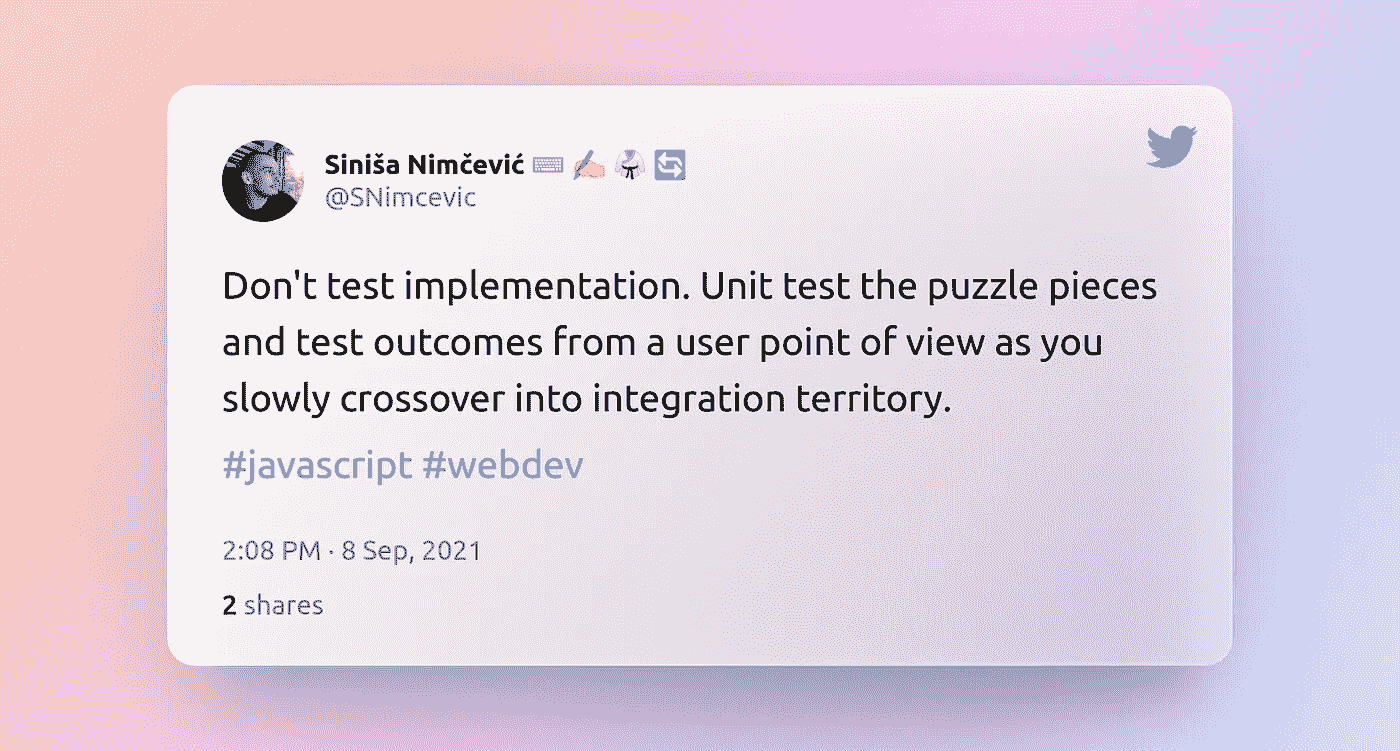 Siniša Nimčević ⌨️ ✍🏻 🥋 🔁
@SNimcevic
Don't test implementation. Unit test the puzzle pieces
and test outcomes from a user point of view as you
slowly crossover into integration territory.
#javascript #webdev
2:08 PM · 8 Sep, 2021
2 shares